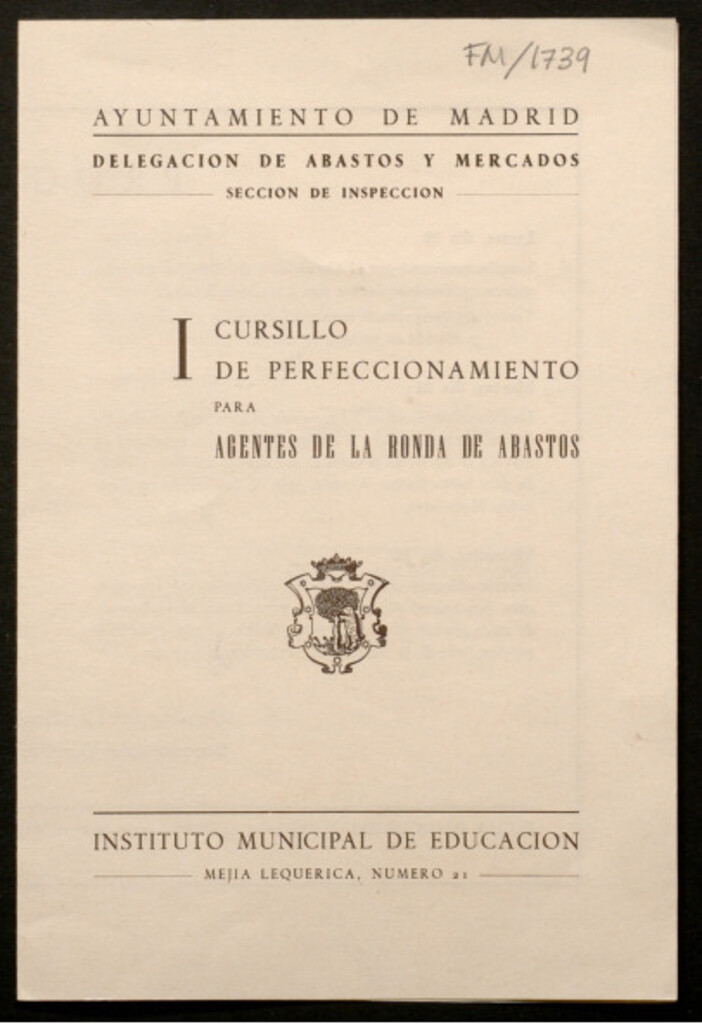 FM/1739
AYUNTAMIENTO DE MADRID
DELEGACION DE ABASTOS Y MERCADOS
SECCION DE INSPECCION
I CURSILLO
DE PERFECCIONAMIENTO
PARA
AGENTES DE LA RONDA DE ABASTOS
INSTITUTO MUNICIPAL DE EDUCACION
MEJIA LEQUERICA, NUMERO 21